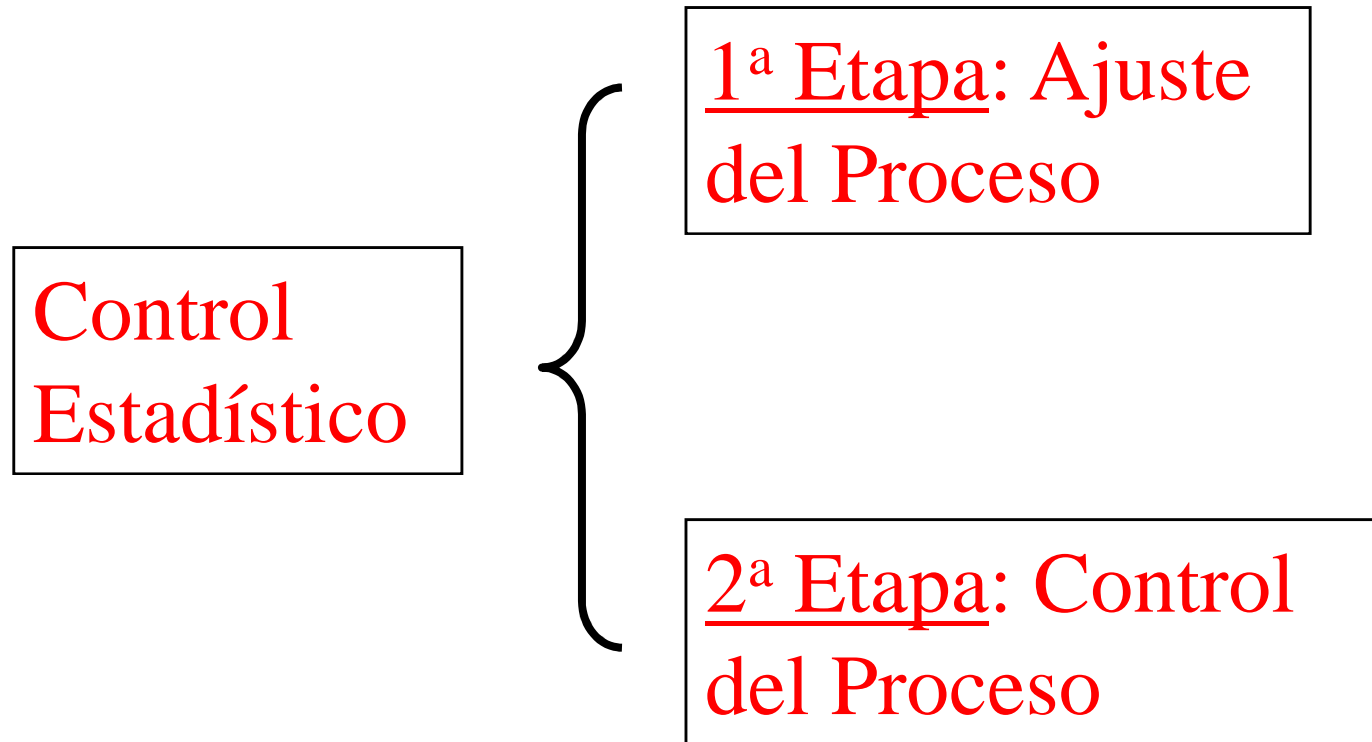 Control
Estadístico
1ª Etapa: Ajuste
del Proceso
2ª Etapa: Control
del Proceso